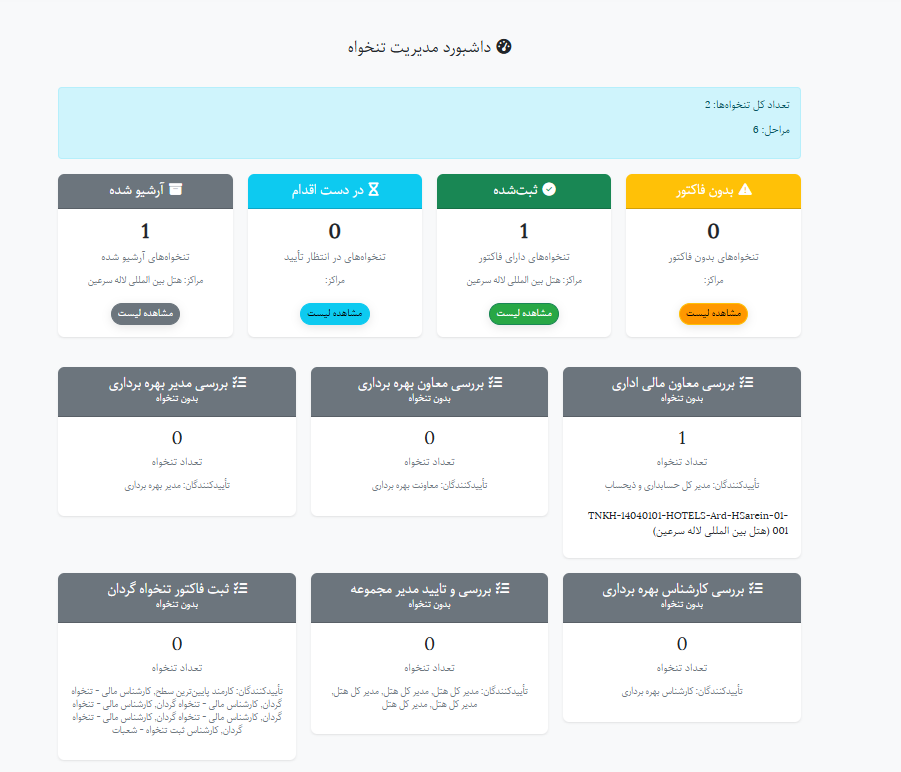 داشبورد مدیریت تنخواه
تعداد کل تنخواه‌ها: 2
مراحل: 6
بدون فاکتور
0
تنخواه‌های بدون فاکتور
مراکز:
مشاهده لیست
ثبت‌شده
1
تنخواه‌های دارای فاکتور
مراکز: هتل بین المللی لاله سرعین
مشاهده لیست
در دست اقدام
0
تنخواه‌های در انتظار تأیید
مراکز:
مشاهده لیست
آرشیو شده
1
تنخواه‌های آرشیو شده
مراکز: هتل بین المللی لاله سرعین
مشاهده لیست
بررسی معاون مالی اداری
بدون تنخواه
1
تعداد تنخواه
تأییدکنندگان: مدیر کل حسابداری و ذیحساب
TNKH-14040101-HOTELS-Ard-HSarein-01-
001 (هتل بین المللی لاله سرعین)
بررسی معاون بهره برداری
بدون تنخواه
0
تعداد تنخواه
تأییدکنندگان: معاونت بهره برداری
بررسی مدیر بهره برداری
بدون تنخواه
0
تعداد تنخواه
تأییدکنندگان: مدیر بهره برداری
بررسی کارشناس بهره برداری
بدون تنخواه
0
تعداد تنخواه
تأییدکنندگان: کارشناس بهره برداری
بررسی و تایید مدیر مجموعه
بدون تنخواه
0
تعداد تنخواه
تأییدکنندگان: مدیر کل هتل, مدیر کل هتل, مدیر کل هتل,
مدیر کل هتل, مدیر کل هتل
ثبت فاکتور تنخواه گردان
بدون تنخواه
0
تعداد تنخواه
تأییدکنندگان: کارمند پایین‌ترین سطح, کارشناس مالی - تنخواه
گردان, کارشناس مالی - تنخواه گردان, کارشناس مالی - تنخواه
گردان, کارشناس مالی - تنخواه گردان, کارشناس مالی - تنخواه
گردان, کارشناس ثبت تنخواه - شعبات